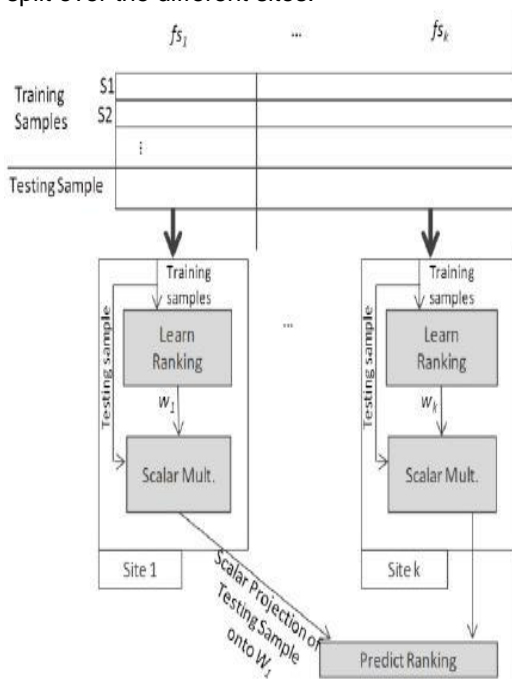 split over the different sites.
fs1 ... fsk
Training
Samples
S1
S2
⋮
Testing Sample
Training
samples
Testing sample
Learn
Ranking
w1
Scalar Mult.
Site 1
...
Training
samples
Testing sample
Learn
Ranking
wk
Scalar Mult.
Site k
Scalar Projection of
Testing Sample
onto W1
Predict Ranking